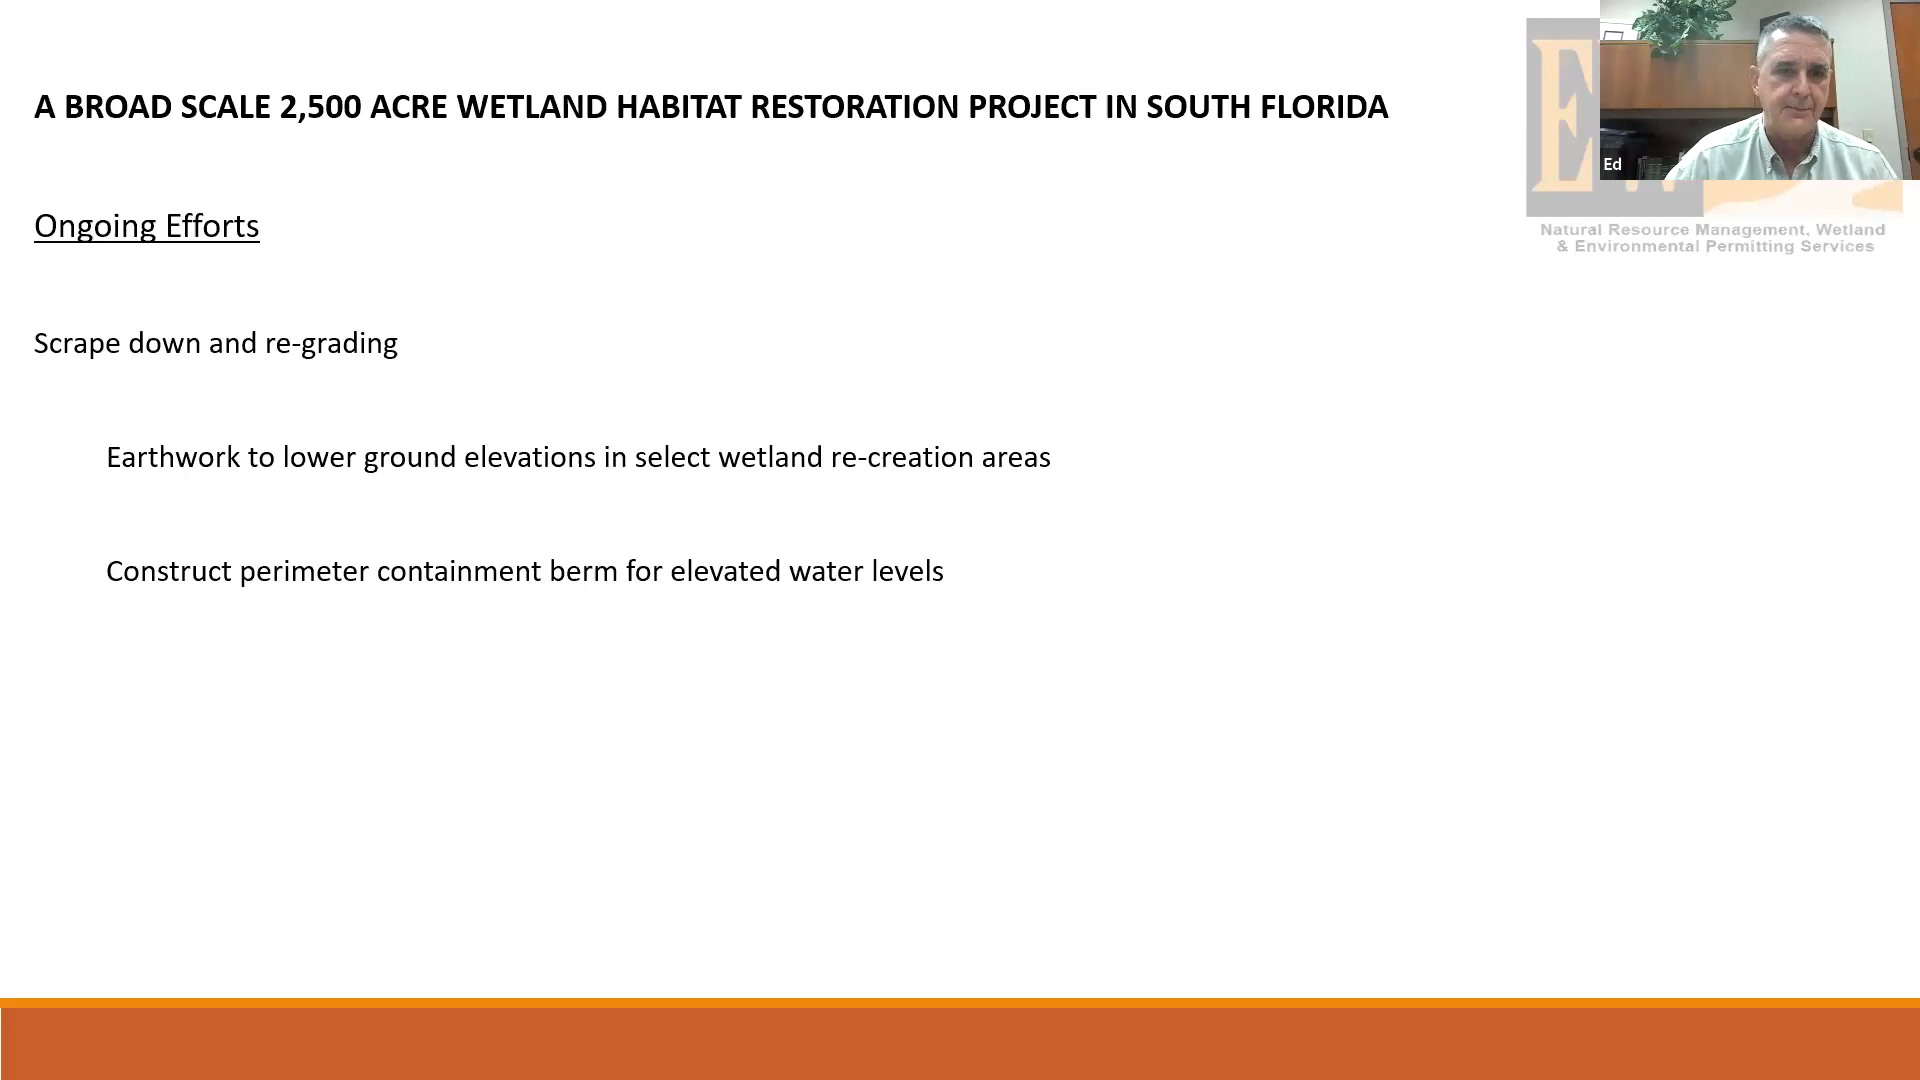 A BROAD SCALE 2,500 ACRE WETLAND HABITAT RESTORATION PROJECT IN SOUTH FLORIDA
Ed
Natural Resource Management, Wetland
& Environmental Permitting Services
Ongoing Efforts
Scrape down and re-grading
Earthwork to lower ground elevations in select wetland re-creation areas
Construct perimeter containment berm for elevated water levels